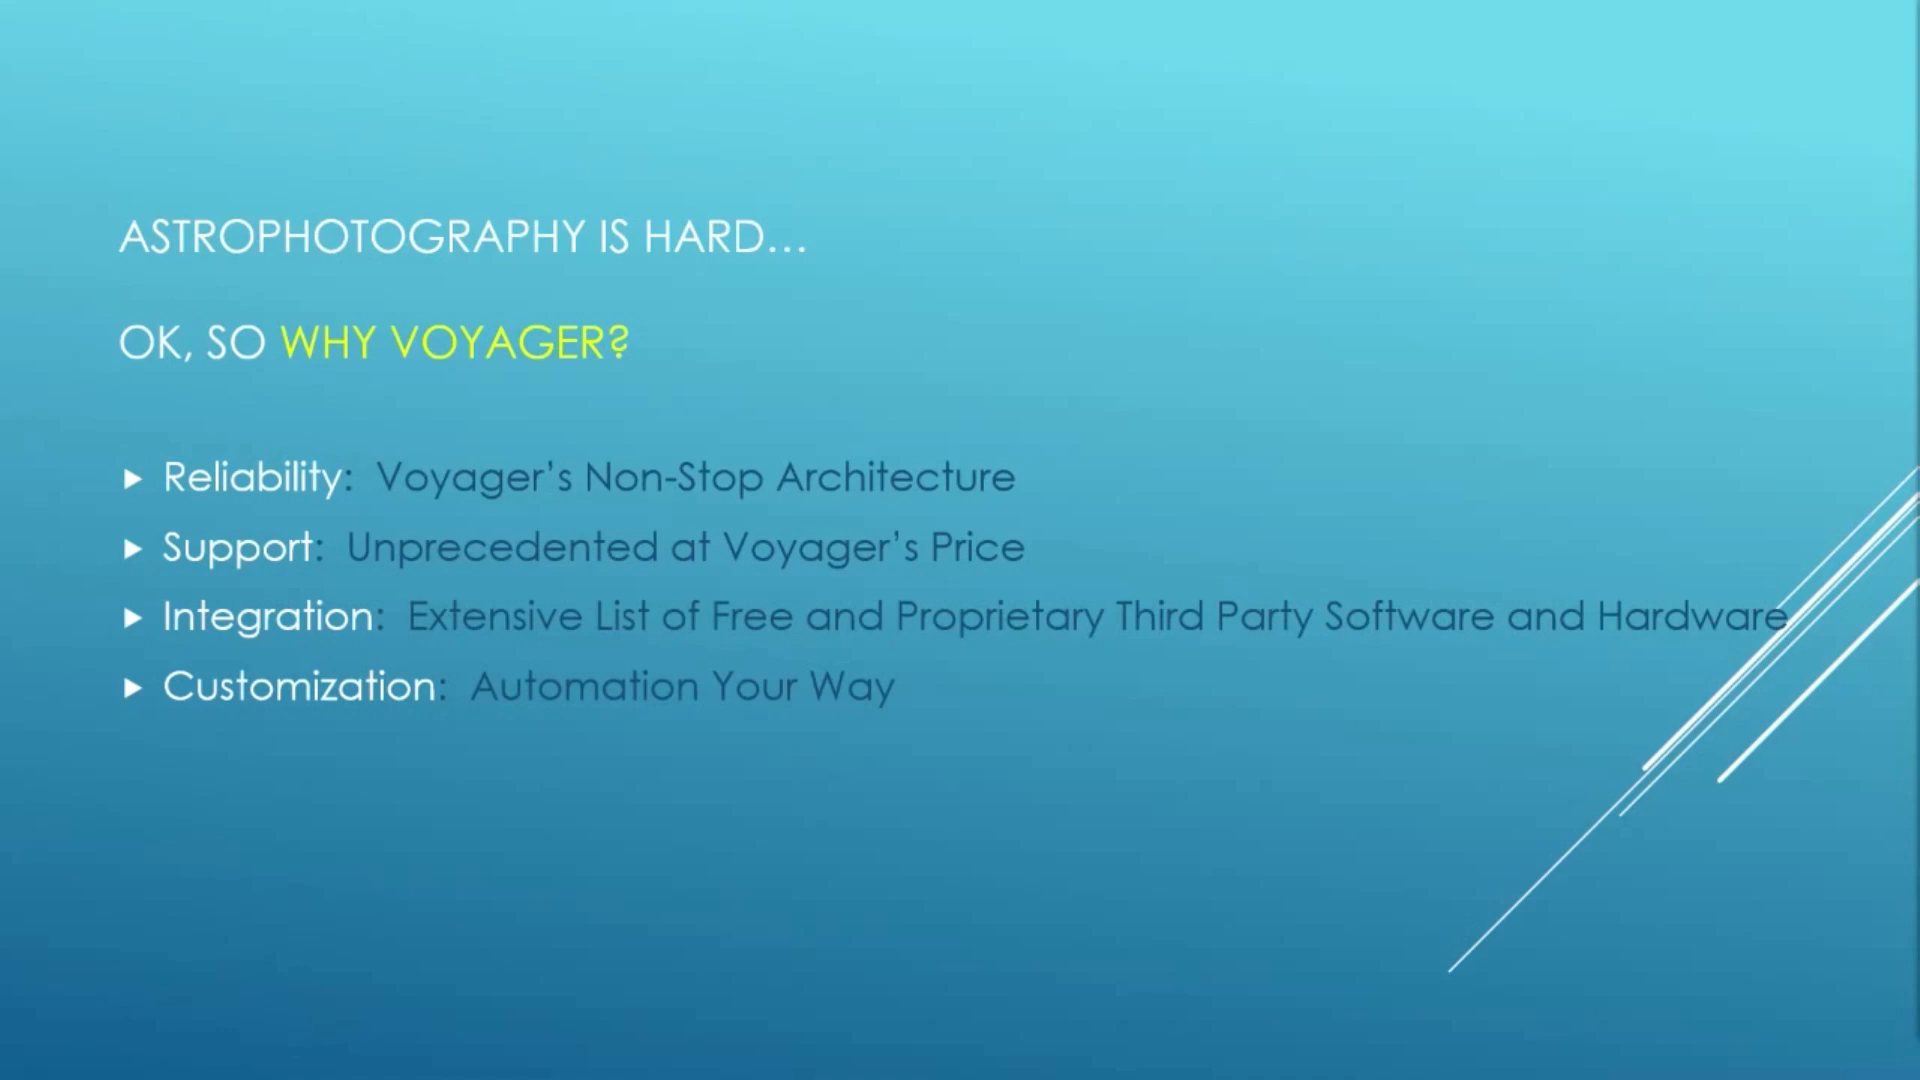 ASTROPHOTOGRAPHY IS HARD...
OK, SO WHY VOYAGER?
Reliability: Voyager’s Non-Stop Architecture
Support: Unprecedented at Voyager’s Price
Integration: Extensive List of Free and Proprietary Third Party Software and Hardware
Customization: Automation Your Way